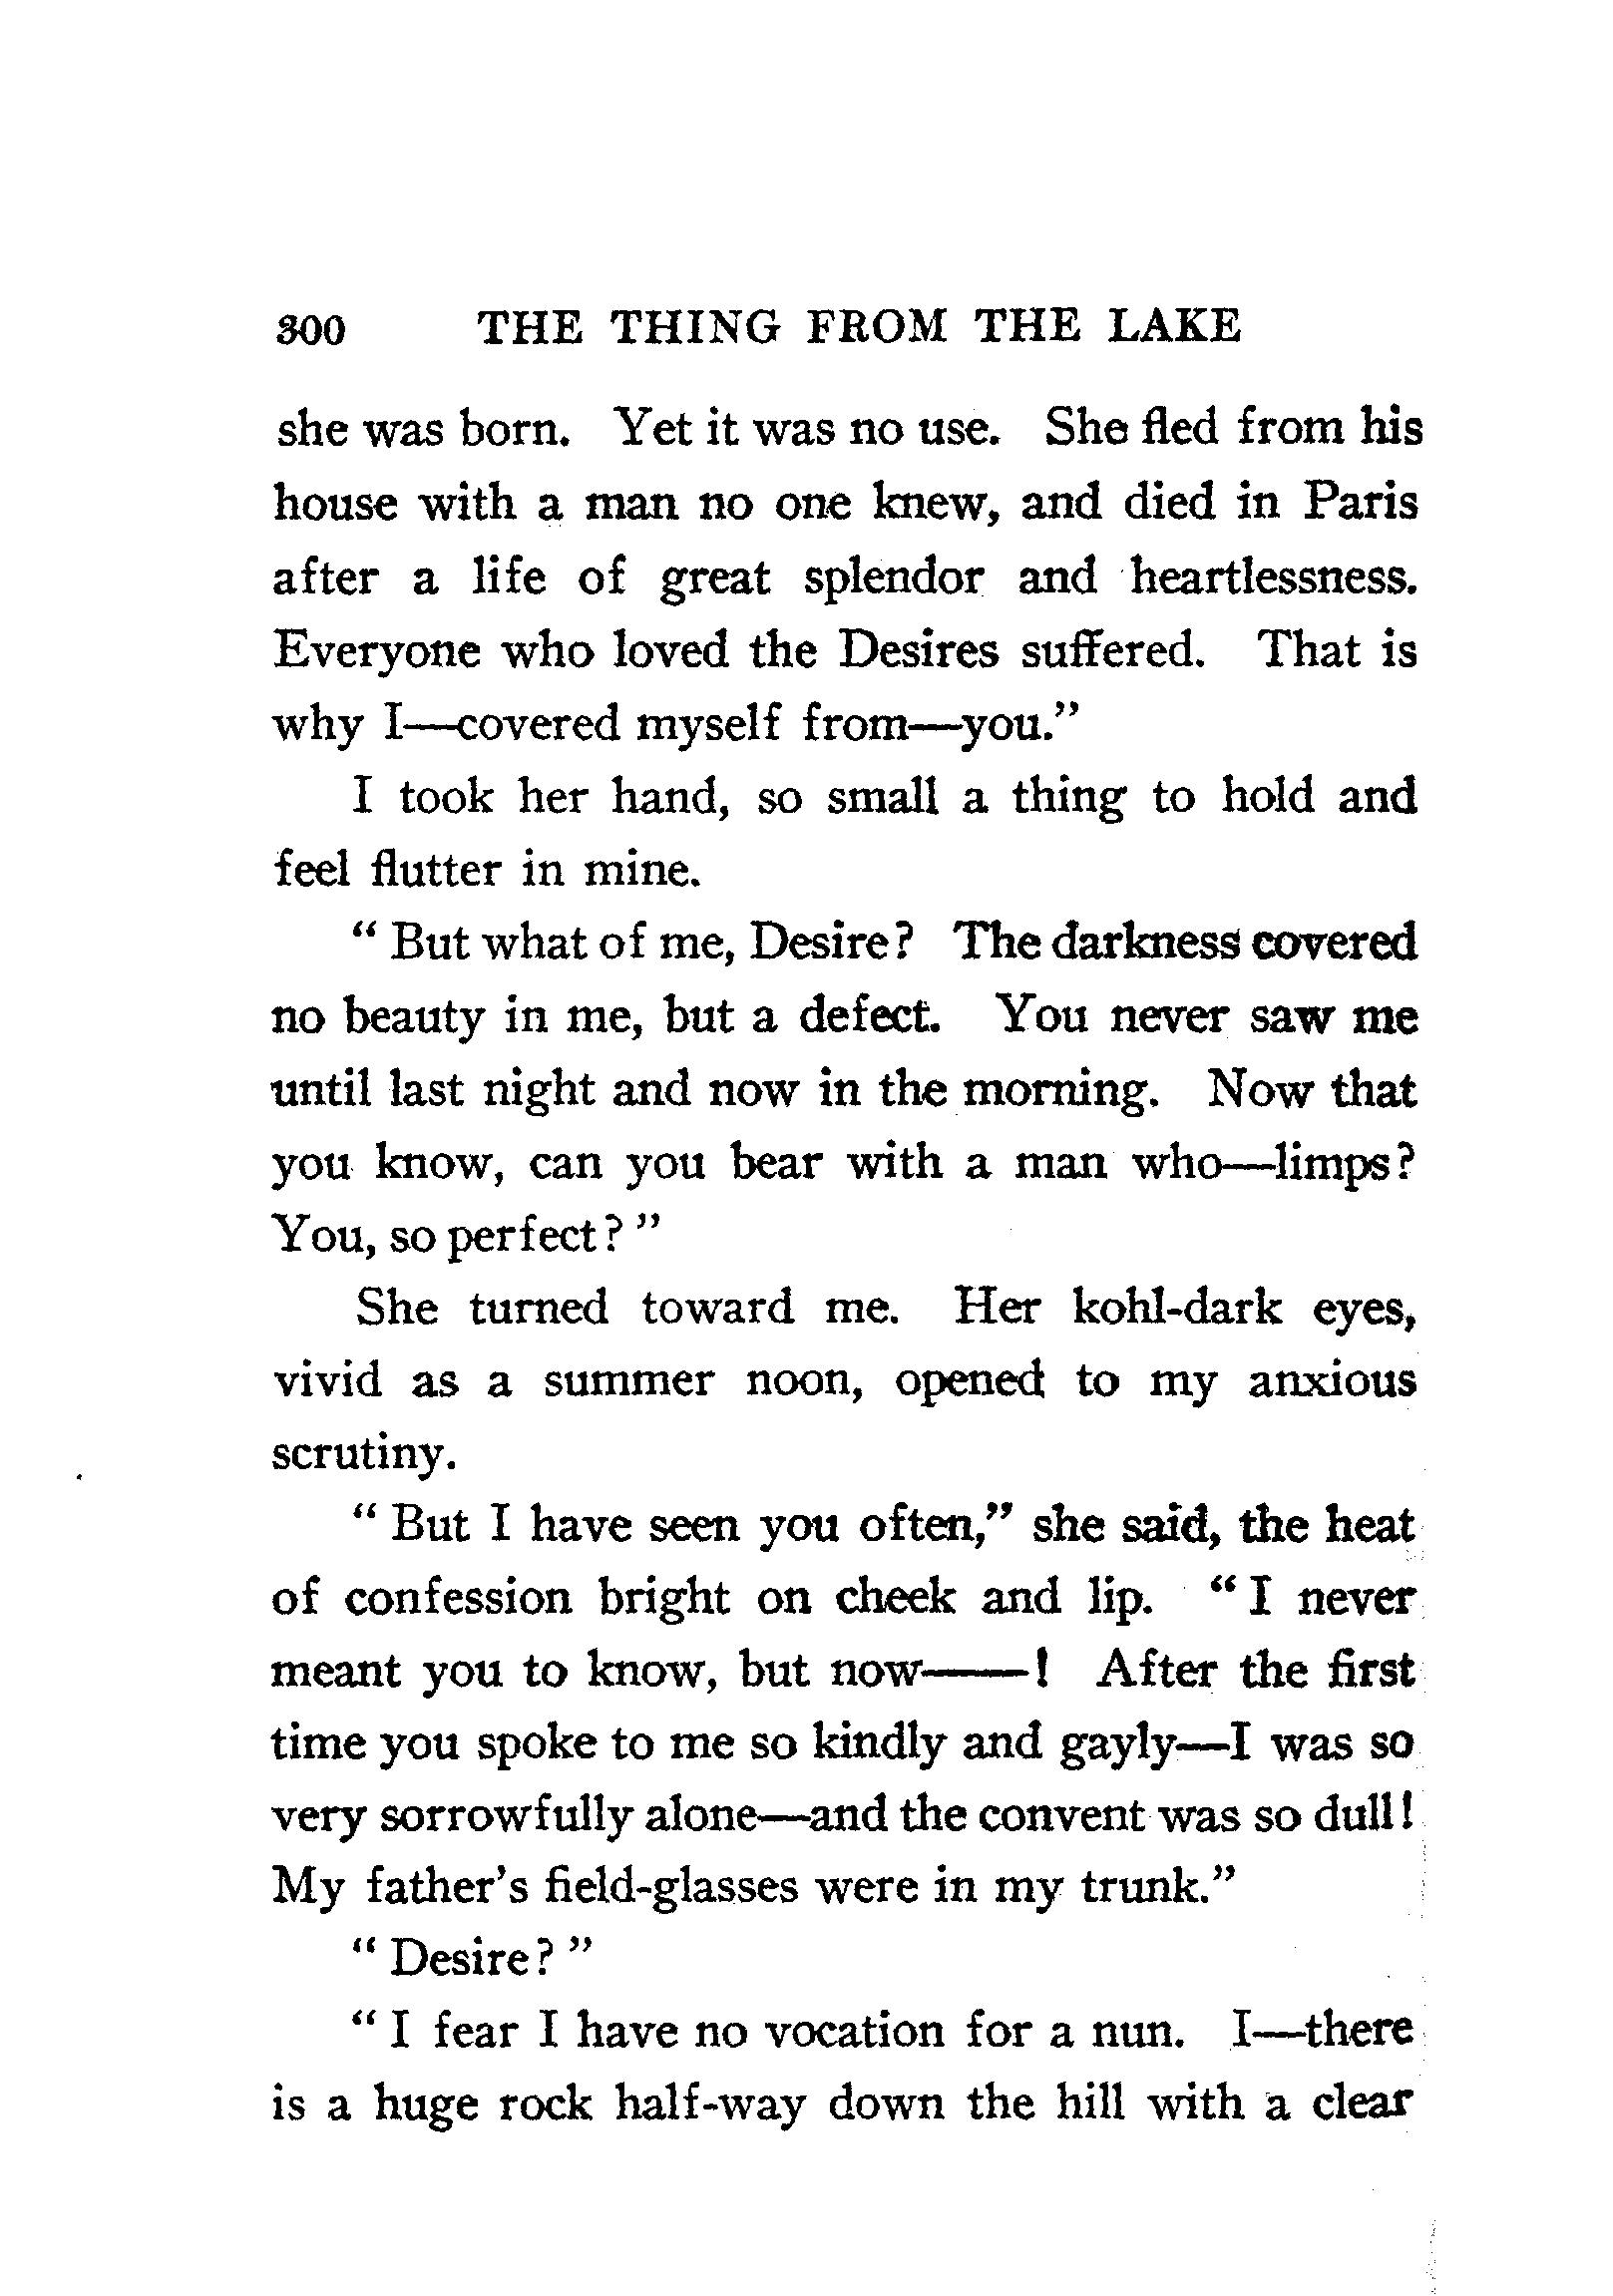 300 THE THING FROM THE LAKE
she was born. Yet it was no use. She fled from his
house with a man no one knew, and died in Paris
after a life of great splendor and heartlessness.
Everyone who loved the Desires suffered. That is
why I—covered myself from—you."
I took her hand, so small a thing to hold and
feel flutter in mine.
" But what of me, Desire? The darkness covered
no beauty in me, but a defect. You never saw me
until last night and now in the morning. Now that
you know, can you bear with a man who—limps?
You, so perfect? "
She turned toward me. Her kohl-dark eyes,
vivid as a summer noon, opened to my anxious
scrutiny.
" But I have seen you often," she said, the heat
of confession bright on cheek and lip. " I never
meant you to know, but now——! After the first
time you spoke to me so kindly and gayly—I was so
very sorrowfully alone—and the convent was so dull!
My father's field-glasses were in my trunk."
" Desire? "
" I fear I have no vocation for a nun. I—there
is a huge rock half-way down the hill with a clear